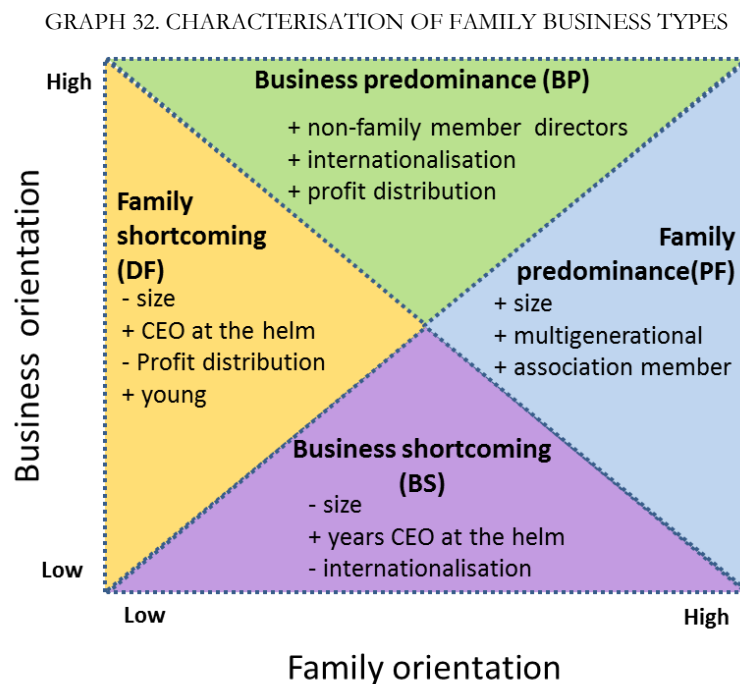 GRAPH 32. CHARACTERISATION OF FAMILY BUSINESS TYPES
High
Business predominance (BP)
+ non-family member directors
+ internationalisation
+ profit distribution
Family
shortcoming
(DF)
- size
+ CEO at the helm
- Profit distribution
+ young
Family
predominance(PF)
+ size
+ multigenerational
+ association member
Business shortcoming
(BS)
- size
+ years CEO at the helm
- internationalisation
Business orientation
Low
Low
High
Family orientation